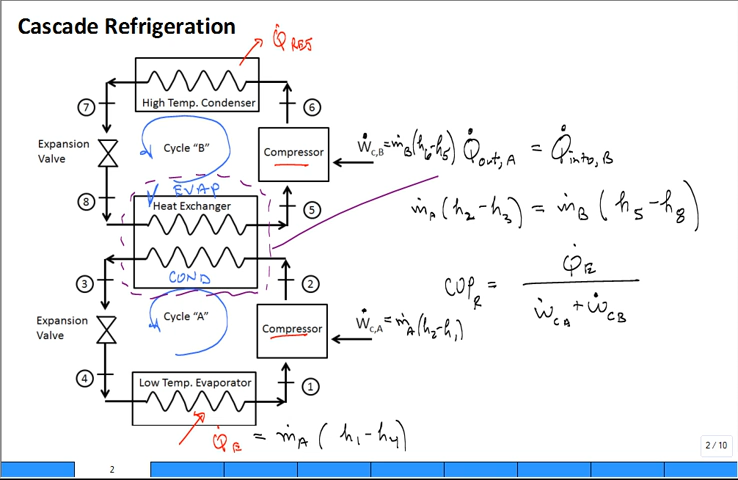 Cascade Refrigeration
Q̇REJ
7
High Temp. Condenser
6
Expansion
Valve
Cycle "B"
Compressor
Ẇc,B = ṁB(h6-h5)
Q̇out,A = Q̇into,B
EVAP
8
Heat Exchanger
5
ṁA(h2-h3) = ṁB(h5-h8)
COND
3
2
COPR = Q̇E / ẆCA + ẆCB
Expansion
Valve
Cycle "A"
Compressor
Ẇc,A = ṁA(h2-h1)
4
Low Temp. Evaporator
1
Q̇E = ṁA(h1-h4)
2 / 10
2